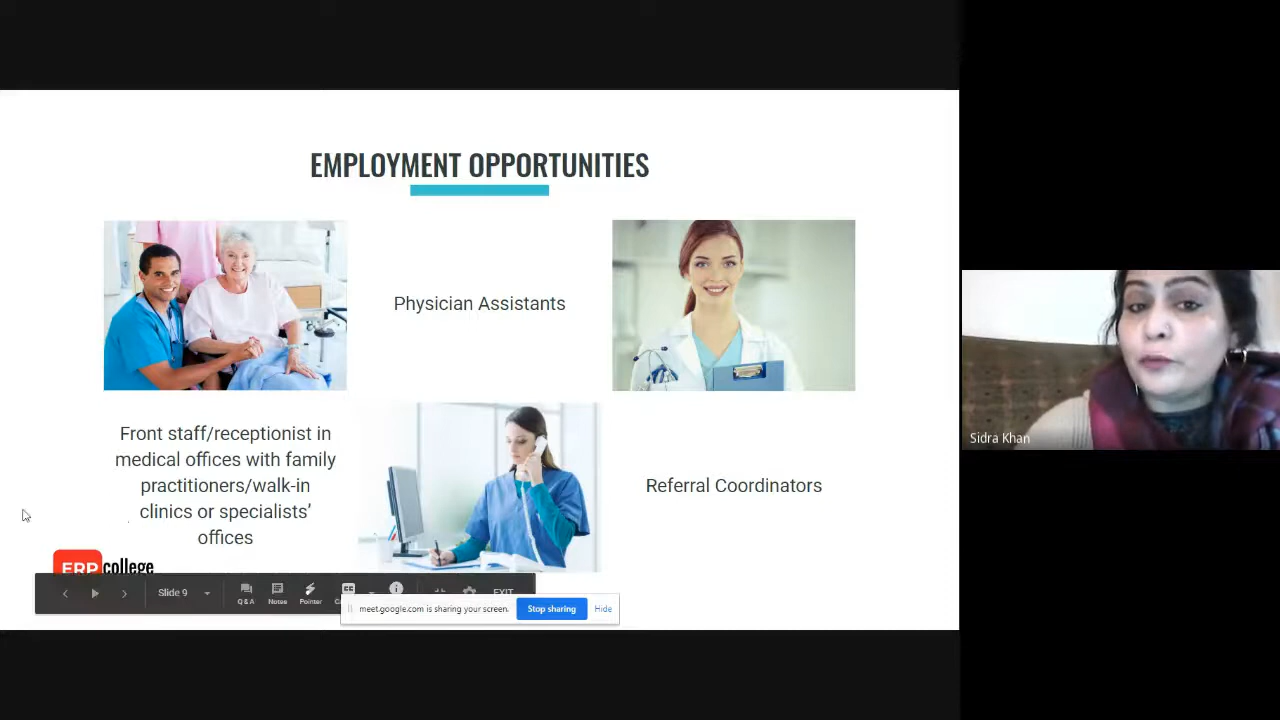 EMPLOYMENT OPPORTUNITIES
Physician Assistants
Front staff/receptionist in
medical offices with family
practitioners/walk-in
clinics or specialists'
offices
Referral Coordinators
Sidra Khan
ERP college
Slide 9
Q & A
Notes
Pointer
EXIT
meet.google.com is sharing your screen.
Stop sharing
Hide